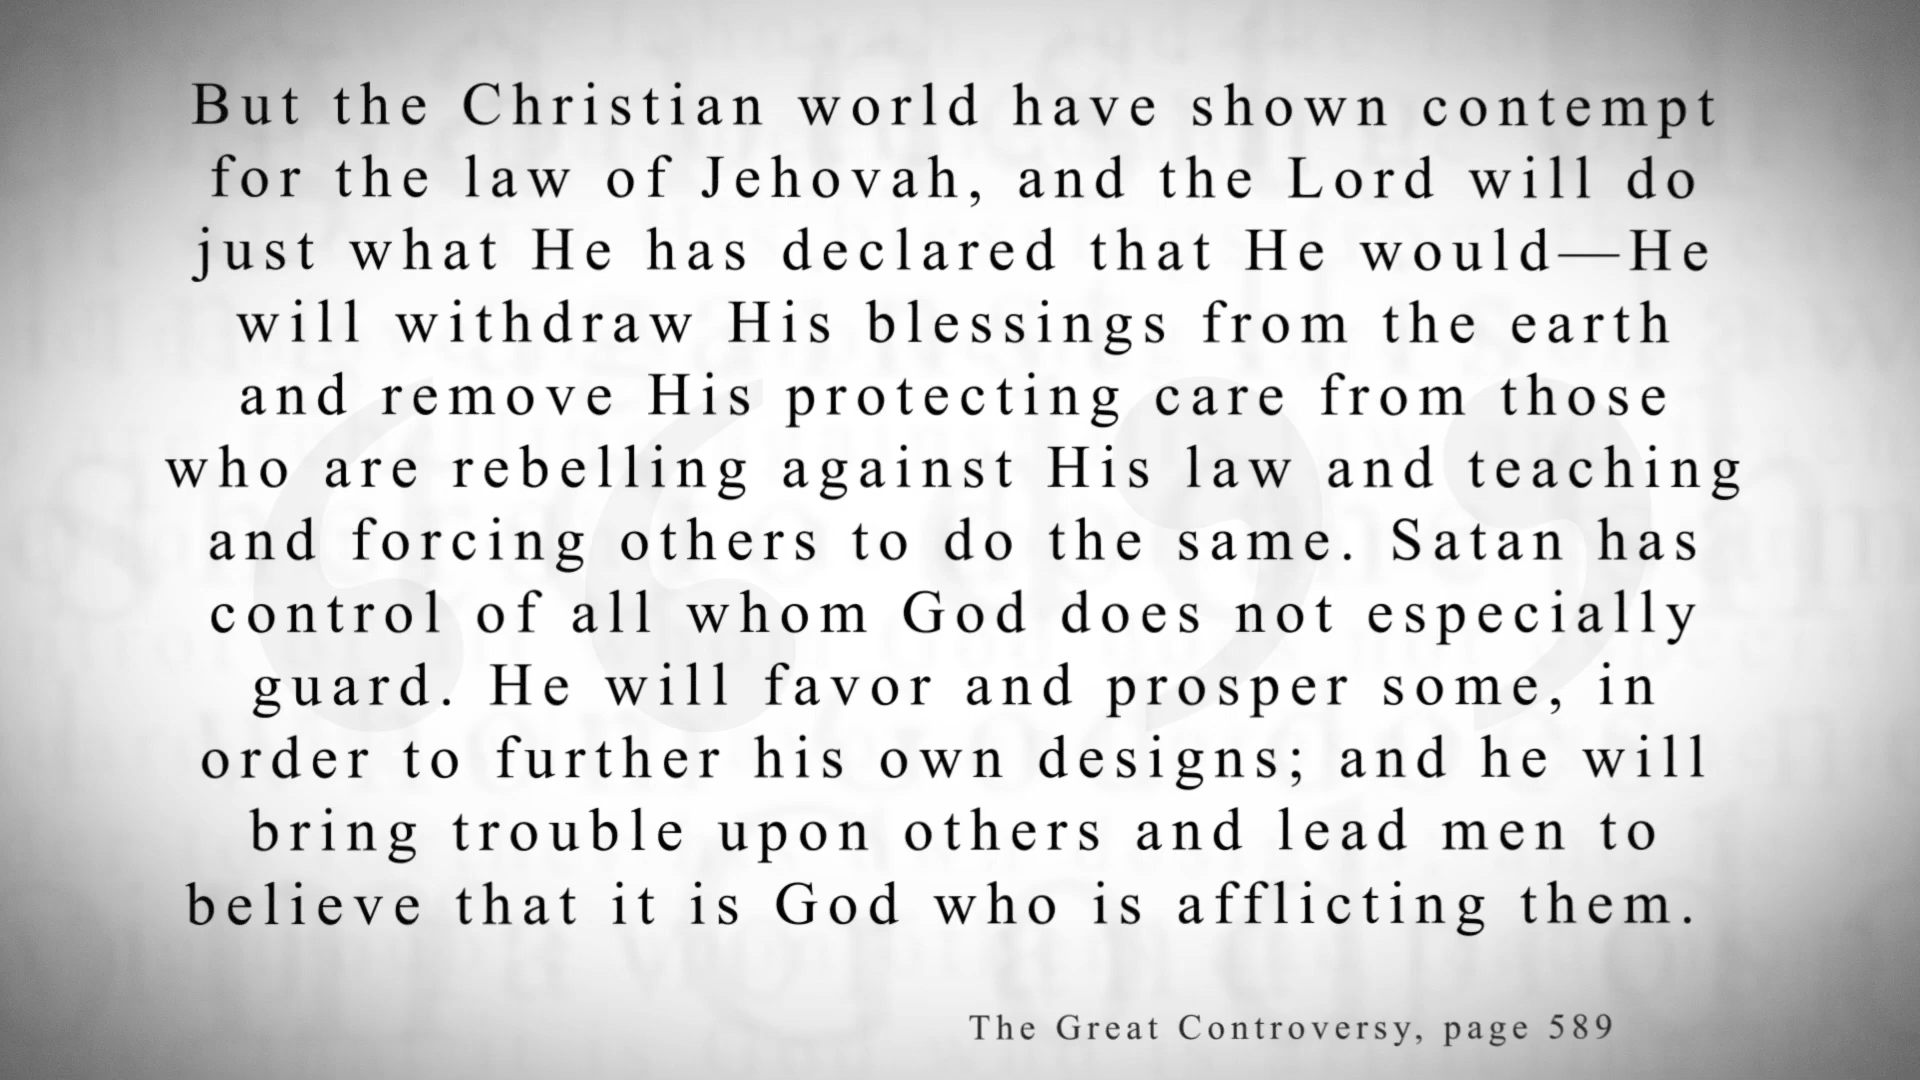 But the Christian world have shown contempt
for the law of Jehovah, and the Lord will do
just what He has declared that He would—He
will withdraw His blessings from the earth
and remove His protecting care from those
who are rebelling against His law and teaching
and forcing others to do the same. Satan has
control of all whom God does not especially
guard. He will favor and prosper some, in
order to further his own designs; and he will
bring trouble upon others and lead men to
believe that it is God who is afflicting them.
The Great Controversy, page 589